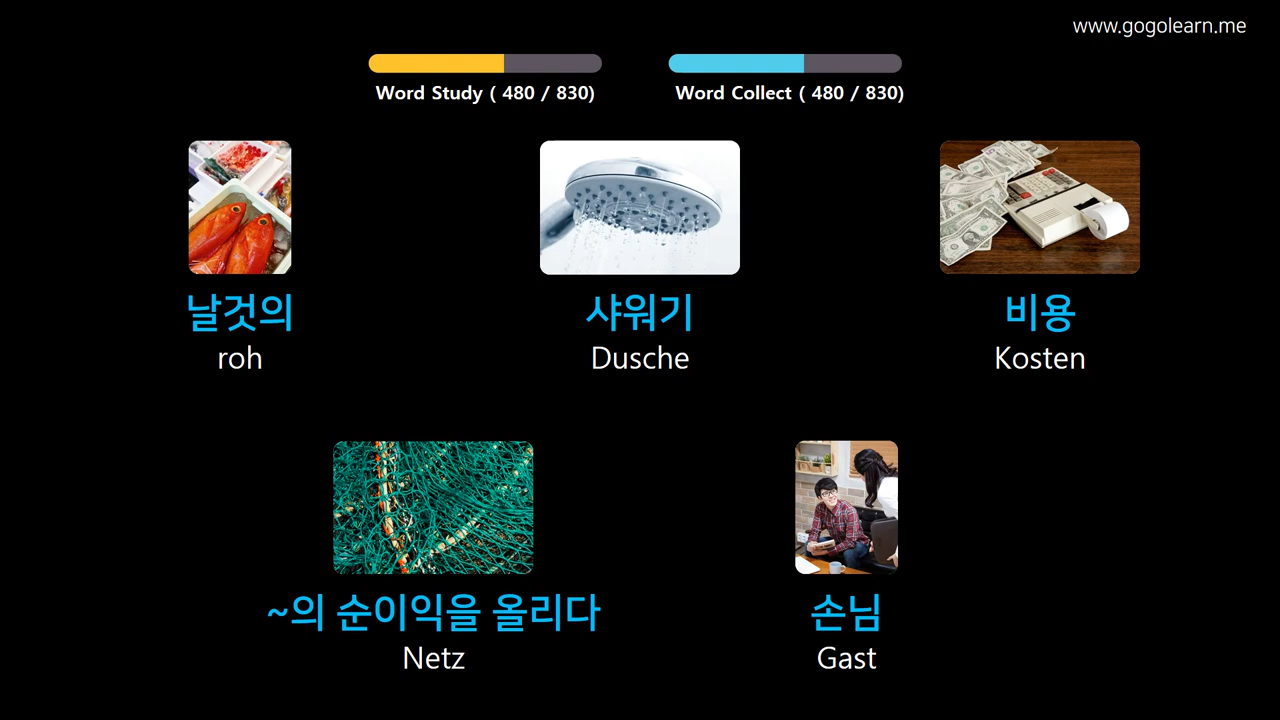 www.gogolearn.me
Word Study ( 480 / 830)
Word Collect ( 480 / 830)
날것의
roh
샤워기
Dusche
비용
Kosten
~의 순이익을 올리다
Netz
손님
Gast